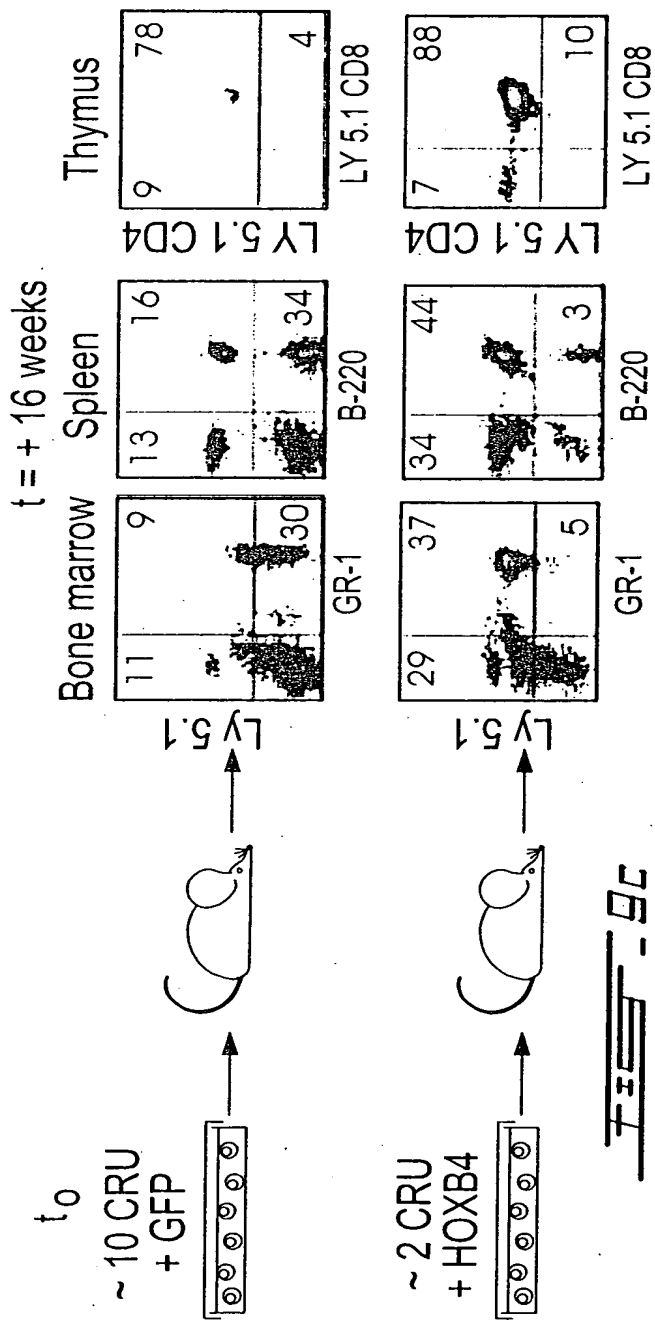 t = + 16 weeks
t₀
Bone marrow
Spleen
Thymus
~ 10 CRU
+ GFP
Ly 5.1
11
9
30
GR-1
13
16
34
B-220
LY 5.1 CD4
9
78
4
LY 5.1 CD8
~ 2 CRU
+ HOXB4
Ly 5.1
29
37
5
GR-1
34
44
3
B-220
LY 5.1 CD4
7
88
10
LY 5.1 CD8
FIG-9C